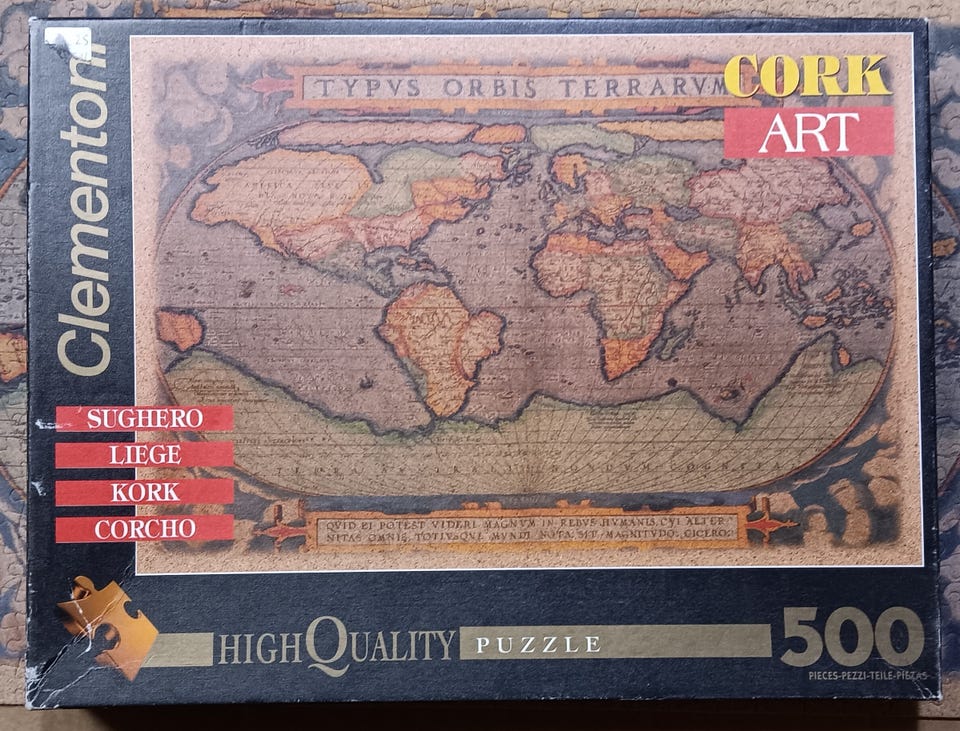 Clementoni
TYPVS ORBIS TERRARVM
CORK
ART
SUGHERO
LIEGE
KORK
CORCHO
QVID EI POTEST VIDERI MAGNVM IN REBVS HVMANIS, CVI ÆTER-
NITAS OMNIS, TOTIVSQVE MVNDI NOTA SIT MAGNITVDO. CICERO:
HIGH QUALITY PUZZLE
500
PIECES-PEZZI-TEILE-PIEZAS